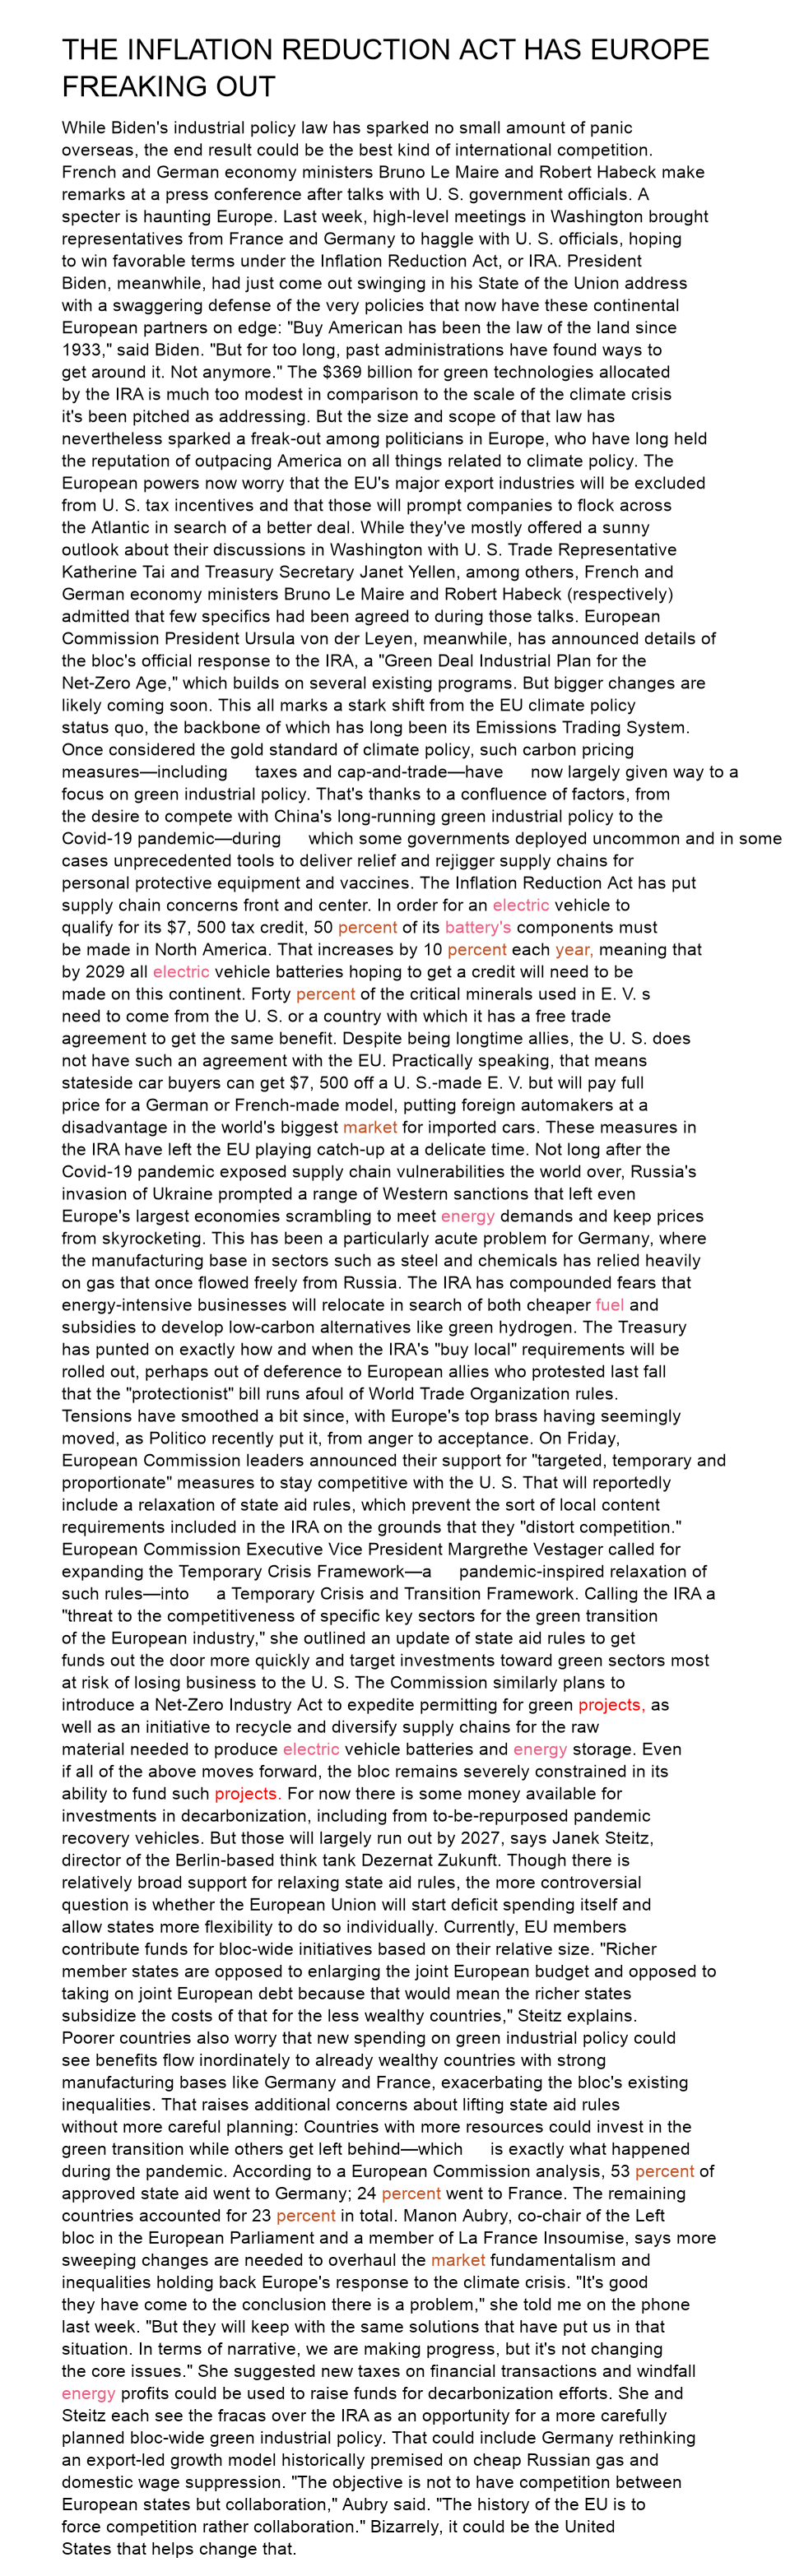 THE INFLATION REDUCTION ACT HAS EUROPE
FREAKING OUT
While Biden's industrial policy law has sparked no small amount of panic
overseas, the end result could be the best kind of international competition.
French and German economy ministers Bruno Le Maire and Robert Habeck make
remarks at a press conference after talks with U. S. government officials. A
specter is haunting Europe. Last week, high-level meetings in Washington brought
representatives from France and Germany to haggle with U. S. officials, hoping
to win favorable terms under the Inflation Reduction Act, or IRA. President
Biden, meanwhile, had just come out swinging in his State of the Union address
with a swaggering defense of the very policies that now have these continental
European partners on edge: "Buy American has been the law of the land since
1933," said Biden. "But for too long, past administrations have found ways to
get around it. Not anymore." The $369 billion for green technologies allocated
by the IRA is much too modest in comparison to the scale of the climate crisis
it's been pitched as addressing. But the size and scope of that law has
nevertheless sparked a freak-out among politicians in Europe, who have long held
the reputation of outpacing America on all things related to climate policy. The
European powers now worry that the EU's major export industries will be excluded
from U. S. tax incentives and that those will prompt companies to flock across
the Atlantic in search of a better deal. While they've mostly offered a sunny
outlook about their discussions in Washington with U. S. Trade Representative
Katherine Tai and Treasury Secretary Janet Yellen, among others, French and
German economy ministers Bruno Le Maire and Robert Habeck (respectively)
admitted that few specifics had been agreed to during those talks. European
Commission President Ursula von der Leyen, meanwhile, has announced details of
the bloc's official response to the IRA, a "Green Deal Industrial Plan for the
Net-Zero Age," which builds on several existing programs. But bigger changes are
likely coming soon. This all marks a stark shift from the EU climate policy
status quo, the backbone of which has long been its Emissions Trading System.
Once considered the gold standard of climate policy, such carbon pricing
measures—including taxes and cap-and-trade—have now largely given way to a
focus on green industrial policy. That's thanks to a confluence of factors, from
the desire to compete with China's long-running green industrial policy to the
Covid-19 pandemic—during which some governments deployed uncommon and in some
cases unprecedented tools to deliver relief and rejigger supply chains for
personal protective equipment and vaccines. The Inflation Reduction Act has put
supply chain concerns front and center. In order for an electric vehicle to
qualify for its $7, 500 tax credit, 50 percent of its battery's components must
be made in North America. That increases by 10 percent each year, meaning that
by 2029 all electric vehicle batteries hoping to get a credit will need to be
made on this continent. Forty percent of the critical minerals used in E. V. s
need to come from the U. S. or a country with which it has a free trade
agreement to get the same benefit. Despite being longtime allies, the U. S. does
not have such an agreement with the EU. Practically speaking, that means
stateside car buyers can get $7, 500 off a U. S.-made E. V. but will pay full
price for a German or French-made model, putting foreign automakers at a
disadvantage in the world's biggest market for imported cars. These measures in
the IRA have left the EU playing catch-up at a delicate time. Not long after the
Covid-19 pandemic exposed supply chain vulnerabilities the world over, Russia's
invasion of Ukraine prompted a range of Western sanctions that left even
Europe's largest economies scrambling to meet energy demands and keep prices
from skyrocketing. This has been a particularly acute problem for Germany, where
the manufacturing base in sectors such as steel and chemicals has relied heavily
on gas that once flowed freely from Russia. The IRA has compounded fears that
energy-intensive businesses will relocate in search of both cheaper fuel and
subsidies to develop low-carbon alternatives like green hydrogen. The Treasury
has punted on exactly how and when the IRA's "buy local" requirements will be
rolled out, perhaps out of deference to European allies who protested last fall
that the "protectionist" bill runs afoul of World Trade Organization rules.
Tensions have smoothed a bit since, with Europe's top brass having seemingly
moved, as Politico recently put it, from anger to acceptance. On Friday,
European Commission leaders announced their support for "targeted, temporary and
proportionate" measures to stay competitive with the U. S. That will reportedly
include a relaxation of state aid rules, which prevent the sort of local content
requirements included in the IRA on the grounds that they "distort competition."
European Commission Executive Vice President Margrethe Vestager called for
expanding the Temporary Crisis Framework—a pandemic-inspired relaxation of
such rules—into a Temporary Crisis and Transition Framework. Calling the IRA a
"threat to the competitiveness of specific key sectors for the green transition
of the European industry," she outlined an update of state aid rules to get
funds out the door more quickly and target investments toward green sectors most
at risk of losing business to the U. S. The Commission similarly plans to
introduce a Net-Zero Industry Act to expedite permitting for green projects, as
well as an initiative to recycle and diversify supply chains for the raw
material needed to produce electric vehicle batteries and energy storage. Even
if all of the above moves forward, the bloc remains severely constrained in its
ability to fund such projects. For now there is some money available for
investments in decarbonization, including from to-be-repurposed pandemic
recovery vehicles. But those will largely run out by 2027, says Janek Steitz,
director of the Berlin-based think tank Dezernat Zukunft. Though there is
relatively broad support for relaxing state aid rules, the more controversial
question is whether the European Union will start deficit spending itself and
allow states more flexibility to do so individually. Currently, EU members
contribute funds for bloc-wide initiatives based on their relative size. "Richer
member states are opposed to enlarging the joint European budget and opposed to
taking on joint European debt because that would mean the richer states
subsidize the costs of that for the less wealthy countries," Steitz explains.
Poorer countries also worry that new spending on green industrial policy could
see benefits flow inordinately to already wealthy countries with strong
manufacturing bases like Germany and France, exacerbating the bloc's existing
inequalities. That raises additional concerns about lifting state aid rules
without more careful planning: Countries with more resources could invest in the
green transition while others get left behind—which is exactly what happened
during the pandemic. According to a European Commission analysis, 53 percent of
approved state aid went to Germany; 24 percent went to France. The remaining
countries accounted for 23 percent in total. Manon Aubry, co-chair of the Left
bloc in the European Parliament and a member of La France Insoumise, says more
sweeping changes are needed to overhaul the market fundamentalism and
inequalities holding back Europe's response to the climate crisis. "It's good
they have come to the conclusion there is a problem," she told me on the phone
last week. "But they will keep with the same solutions that have put us in that
situation. In terms of narrative, we are making progress, but it's not changing
the core issues." She suggested new taxes on financial transactions and windfall
energy profits could be used to raise funds for decarbonization efforts. She and
Steitz each see the fracas over the IRA as an opportunity for a more carefully
planned bloc-wide green industrial policy. That could include Germany rethinking
an export-led growth model historically premised on cheap Russian gas and
domestic wage suppression. "The objective is not to have competition between
European states but collaboration," Aubry said. "The history of the EU is to
force competition rather collaboration." Bizarrely, it could be the United
States that helps change that.